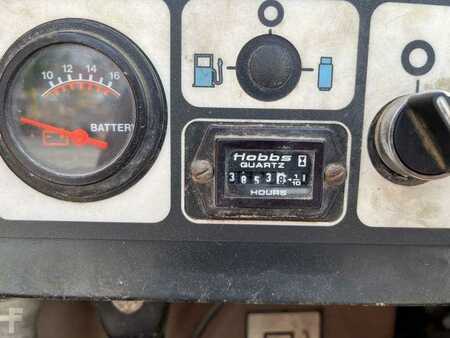 10 12 14 16
BATTERY
Hobbs
QUARTZ
3853 1/10
HOURS